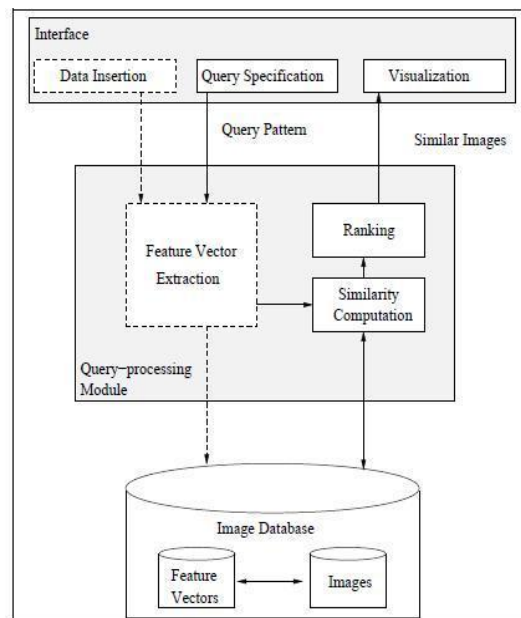 Interface
Data Insertion
Query Specification
Visualization
Query Pattern
Similar Images
Feature Vector
Extraction
Ranking
Similarity
Computation
Query-processing
Module
Image Database
Feature
Vectors
Images